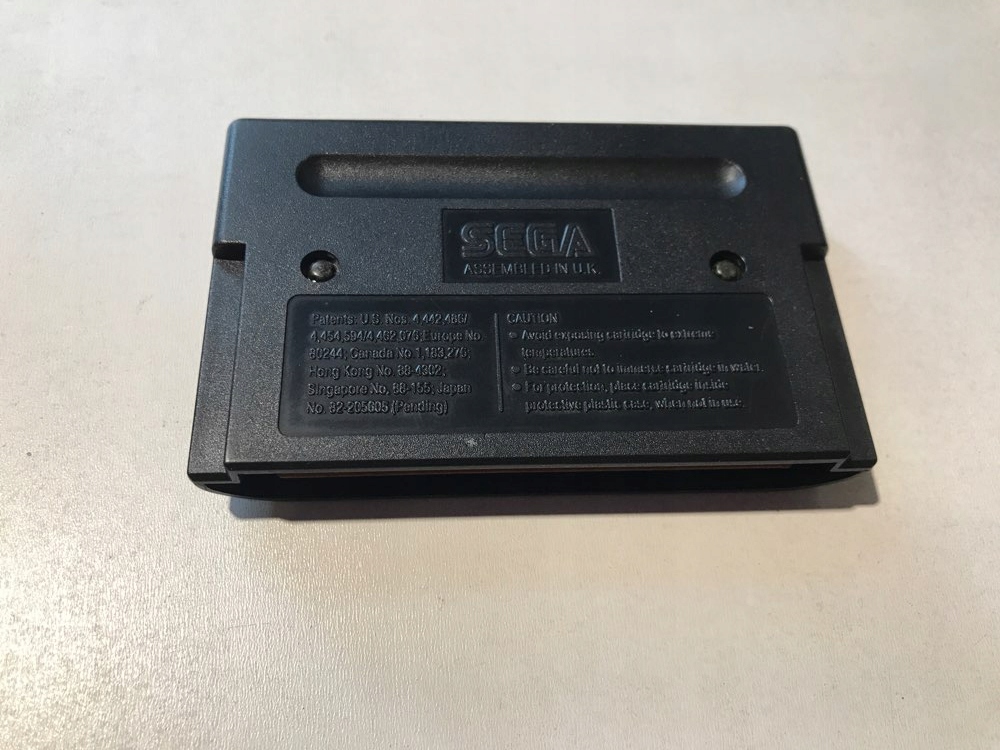 SEGA
ASSEMBLED IN U.K.
Patents: U.S. Nos. 4,442,486/
4,454,594/4,462,076; Europe No.
80244; Canada No. 1,183,276;
Hong Kong No. 88-4302;
Singapore No. 88-155; Japan
No. 82-205605 (Pending)
CAUTION
• Avoid exposing cartridge to extreme
temperatures.
• Be careful not to immerse cartridge in water.
• For protection, place cartridge inside
protective plastic case, when not in use.